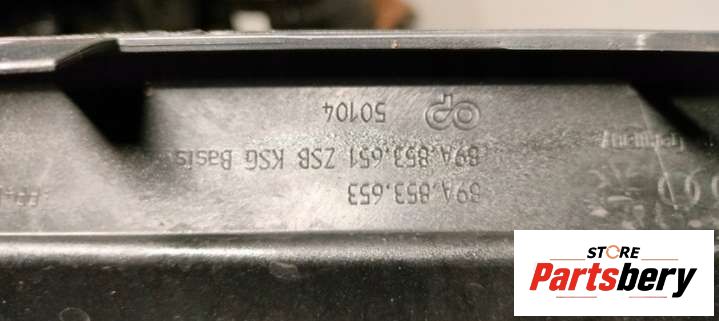 89A.853.653
89A.853.651 ZSB KSG Basis
50104
STORE
Partsbery